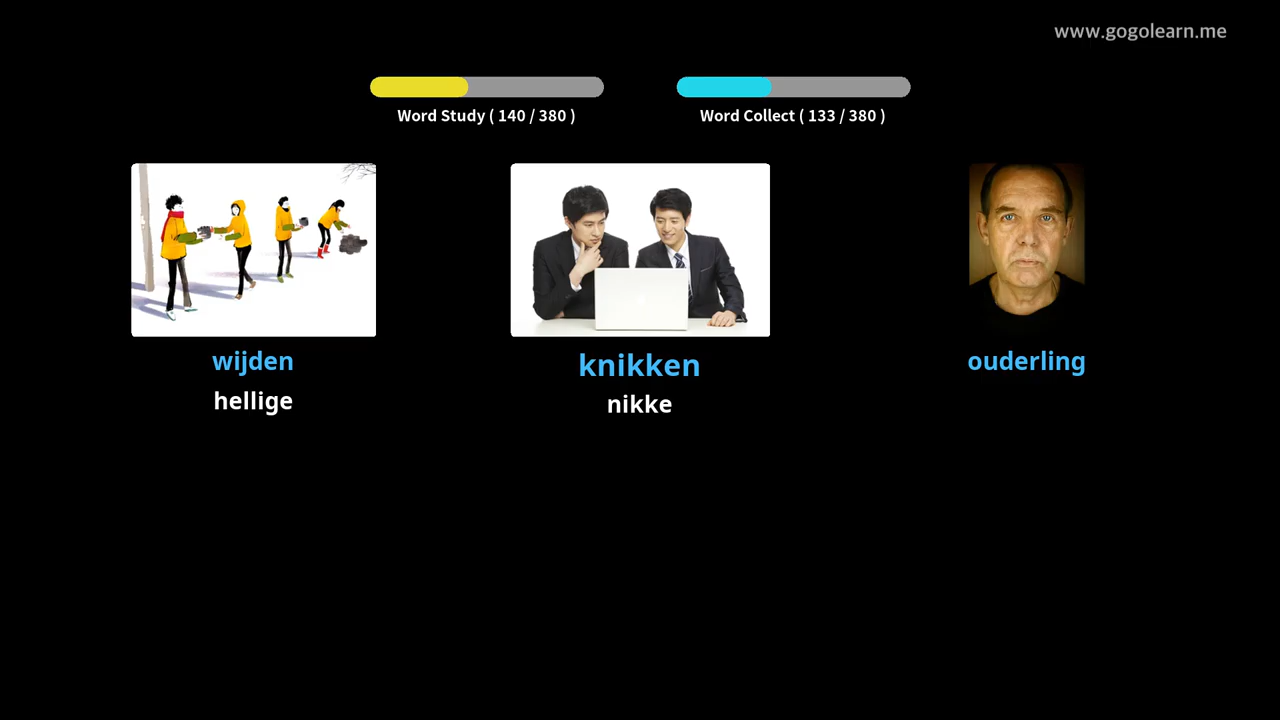 www.gogolearn.me
Word Study ( 140 / 380 )
Word Collect ( 133 / 380 )
wijden
knikken
ouderling
hellige
nikke